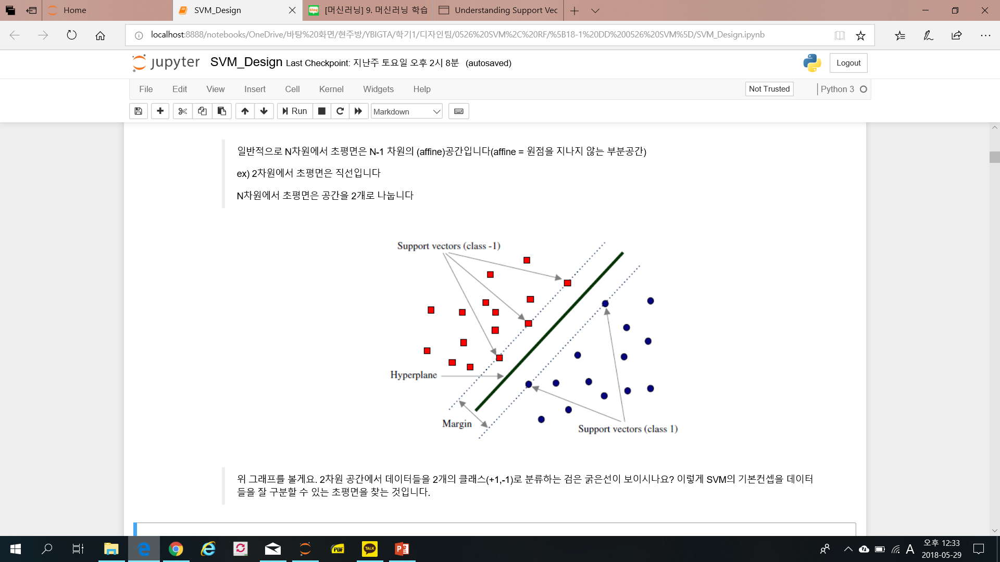 Home
SVM_Design
[머신러닝] 9. 머신러닝 학습
Understanding Support Vec
localhost:8888/notebooks/OneDrive/바탕%20화면/현주방/YBIGTA/학기1/디자인팀/0526%20SVM%2C%20RF/%5B18-1%20DD%200526%20SVM%5D/SVM_Design.ipynb
jupyter SVM_Design Last Checkpoint: 지난주 토요일 오후 2시 8분 (autosaved)
Logout
File Edit View Insert Cell Kernel Widgets Help
Not Trusted
Python 3
Run
Markdown
일반적으로 N차원에서 초평면은 N-1 차원의 (affine)공간입니다(affine = 원점을 지나지 않는 부분공간)
ex) 2차원에서 초평면은 직선입니다
N차원에서 초평면은 공간을 2개로 나눕니다
Support vectors (class -1)
Hyperplane
Margin
Support vectors (class 1)
위 그래프를 볼게요. 2차원 공간에서 데이터들을 2개의 클래스(+1,-1)로 분류하는 검은 굵은선이 보이시나요? 이렇게 SVM의 기본컨셉을 데이터
들을 잘 구분할 수 있는 초평면을 찾는 것입니다.
PDF
TALK
A
오후 12:33
2018-05-29